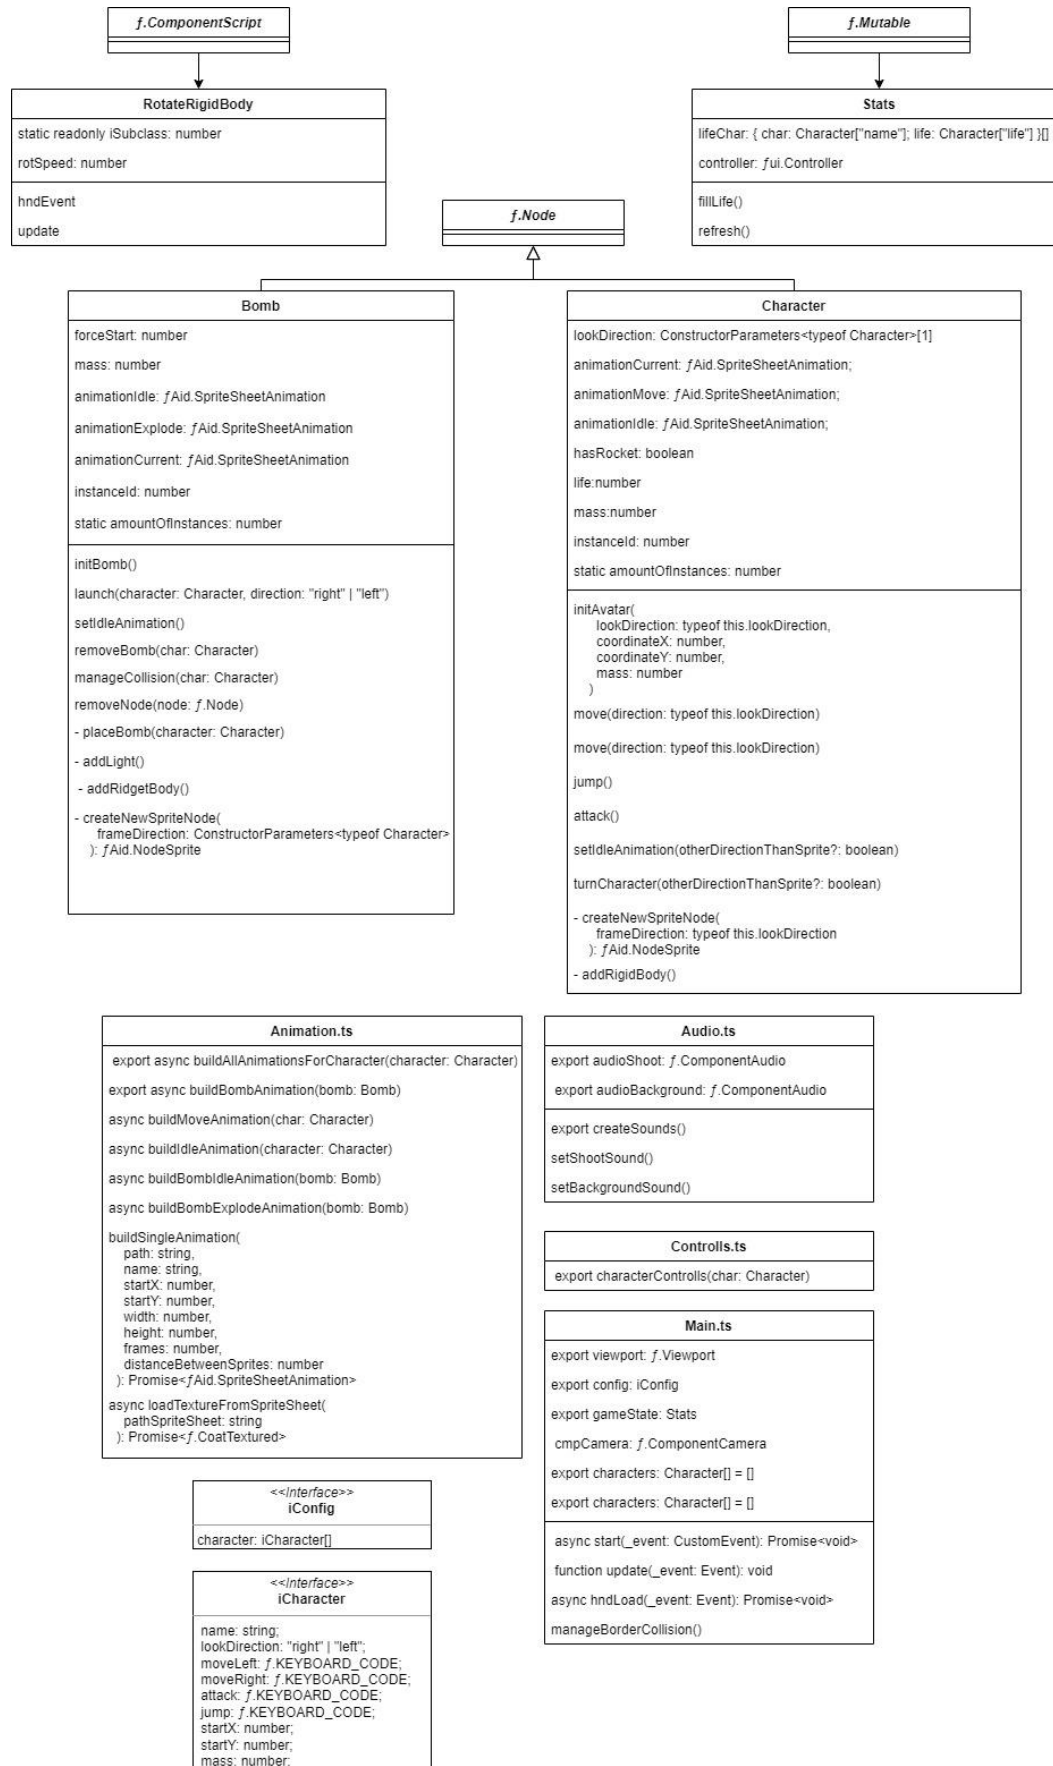 ƒ.ComponentScript
RotateRigidBody
static readonly iSubclass: number
rotSpeed: number
hndEvent
update
ƒ.Mutable
Stats
lifeChar: { char: Character["name"]; life: Character["life"] }[]
controller: ƒui.Controller
fillLife()
refresh()
ƒ.Node
Bomb
forceStart: number
mass: number
animationIdle: ƒAid.SpriteSheetAnimation
animationExplode: ƒAid.SpriteSheetAnimation
animationCurrent: ƒAid.SpriteSheetAnimation
instanceId: number
static amountOfInstances: number
initBomb()
launch(character: Character, direction: "right" | "left")
setIdleAnimation()
removeBomb(char: Character)
manageCollision(char: Character)
removeNode(node: ƒ.Node)
- placeBomb(character: Character)
- addLight()
- addRidgetBody()
- createNewSpriteNode(
frameDirection: ConstructorParameters<typeof Character>
): ƒAid.NodeSprite
Character
lookDirection: ConstructorParameters<typeof Character>[1]
animationCurrent: ƒAid.SpriteSheetAnimation;
animationMove: ƒAid.SpriteSheetAnimation;
animationIdle: ƒAid.SpriteSheetAnimation;
hasRocket: boolean
life:number
mass:number
instanceId: number
static amountOfInstances: number
initAvatar(
lookDirection: typeof this.lookDirection,
coordinateX: number,
coordinateY: number,
mass: number
)
move(direction: typeof this.lookDirection)
move(direction: typeof this.lookDirection)
jump()
attack()
setIdleAnimation(otherDirectionThanSprite?: boolean)
turnCharacter(otherDirectionThanSprite?: boolean)
- createNewSpriteNode(
frameDirection: typeof this.lookDirection
): ƒAid.NodeSprite
- addRigidBody()
Animation.ts
export async buildAllAnimationsForCharacter(character: Character)
export async buildBombAnimation(bomb: Bomb)
async buildMoveAnimation(char: Character)
async buildIdleAnimation(character: Character)
async buildBombIdleAnimation(bomb: Bomb)
async buildBombExplodeAnimation(bomb: Bomb)
buildSingleAnimation(
path: string,
name: string,
startX: number,
startY: number,
width: number,
height: number,
frames: number,
distanceBetweenSprites: number
): Promise<ƒAid.SpriteSheetAnimation>
async loadTextureFromSpriteSheet(
pathSpriteSheet: string
): Promise<ƒ.CoatTextured>
Audio.ts
export audioShoot: ƒ.ComponentAudio
export audioBackground: ƒ.ComponentAudio
export createSounds()
setShootSound()
setBackgroundSound()
Controlls.ts
export characterControlls(char: Character)
Main.ts
export viewport: ƒ.Viewport
export config: iConfig
export gameState: Stats
cmpCamera: ƒ.ComponentCamera
export characters: Character[] = []
export characters: Character[] = []
async start(_event: CustomEvent): Promise<void>
function update(_event: Event): void
async hndLoad(_event: Event): Promise<void>
manageBorderCollision()
<<Interface>>
iConfig
character: iCharacter[]
<<Interface>>
iCharacter
name: string;
lookDirection: "right" | "left";
moveLeft: ƒ.KEYBOARD_CODE;
moveRight: ƒ.KEYBOARD_CODE;
attack: ƒ.KEYBOARD_CODE;
jump: ƒ.KEYBOARD_CODE;
startX: number;
startY: number;
mass: number;